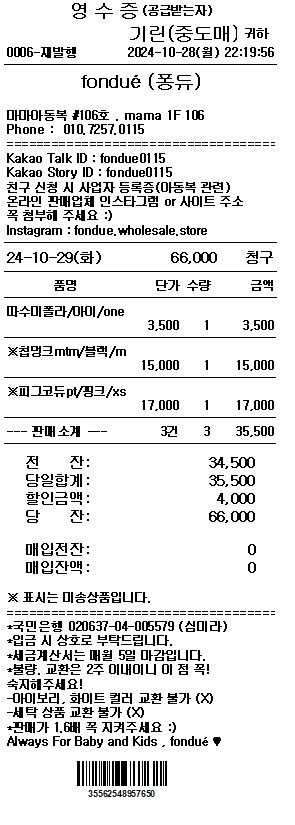 영 수 증 (공급받는자)
기린(중도매) 귀하
0006-재발행 2024-10-28(월) 22:19:56
fondué (퐁듀)
마마아동복 #106호 . mama 1F 106
Phone : 010.7257.0115
Kakao Talk ID : fondue0115
Kakao Story ID : fondue0115
친구 신청 시 사업자 등록증(아동복 관련)
온라인 판매업체 인스타그램 or 사이트 주소
꼭 첨부해 주세요 :)
Instagram : fondue.wholesale.store
24-10-29(화) 66,000 청구
품명 단가 수량 금액
따수미폴라/아이/one
3,500 1 3,500
※첩멍크mtm/블랙/m
15,000 1 15,000
※피그코듀pt/핑크/xs
17,000 1 17,000
--- 판매소계 --- 3건 3 35,500
전 잔: 34,500
당일합계: 35,500
할인금액: 4,000
당 잔: 66,000
매입전잔: 0
매입잔액: 0
※ 표시는 미송상품입니다.
*국민은행 020637-04-005579 (심미라)
*입금 시 상호로 부탁드립니다.
*세금계산서는 매월 5일 마감입니다.
*불량, 교환은 2주 이내이니 이 점 꼭!
숙지해주세요!
-아이보리, 화이트 컬러 교환 불가 (X)
-세탁 상품 교환 불가 (X)
*판매가 1.6배 꼭 지켜주세요 :)
Always For Baby and Kids , fondué ♥
35562548957650